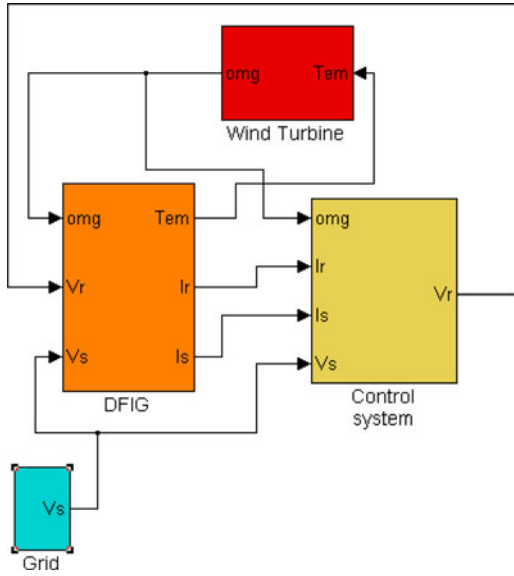 omg Tem
Wind Turbine
omg Tem
Vr Ir
Vs Is
DFIG
omg
Ir
Is
Vs
Vr
Control
system
Vs
Grid